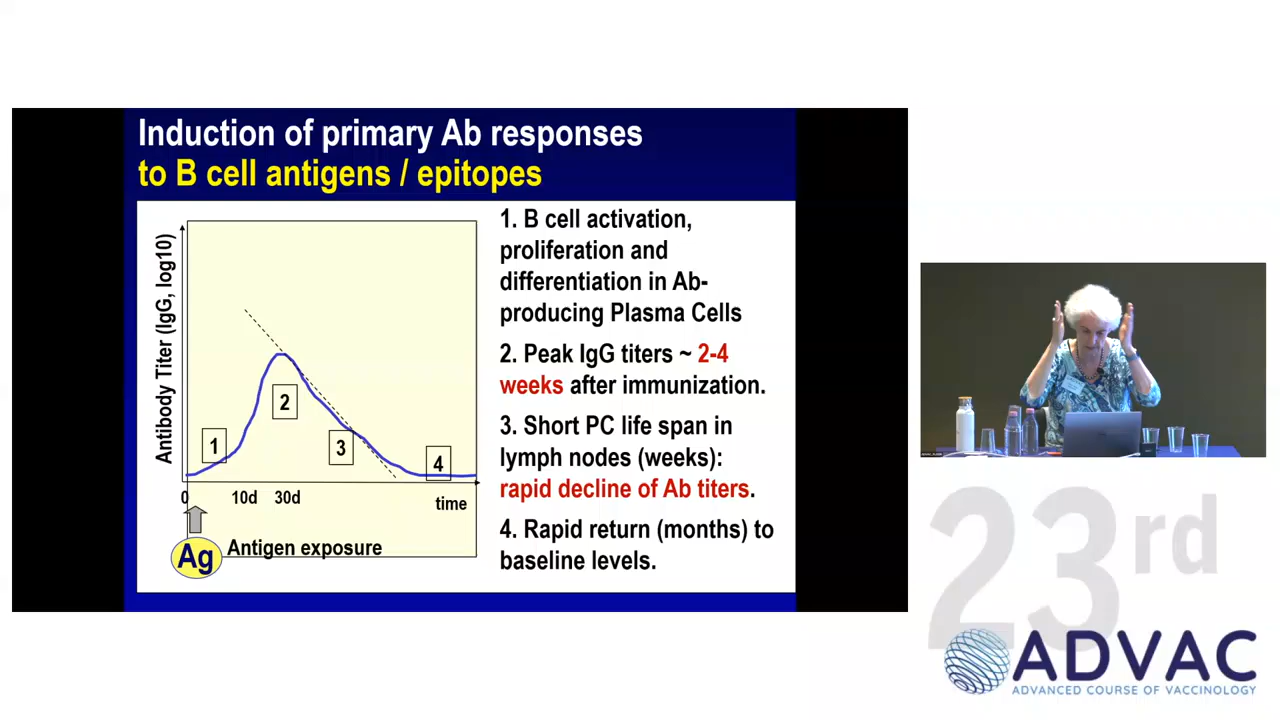 Induction of primary Ab responses
to B cell antigens / epitopes
Antibody Titer (IgG, log10)
1
2
3
4
0
10d
30d
time
Ag
Antigen exposure
1. B cell activation,
proliferation and
differentiation in Ab-
producing Plasma Cells
2. Peak IgG titers ~ 2-4
weeks after immunization.
3. Short PC life span in
lymph nodes (weeks):
rapid decline of Ab titers.
4. Rapid return (months) to
baseline levels.
23rd
ADVAC
ADVANCED COURSE OF VACCINOLOGY